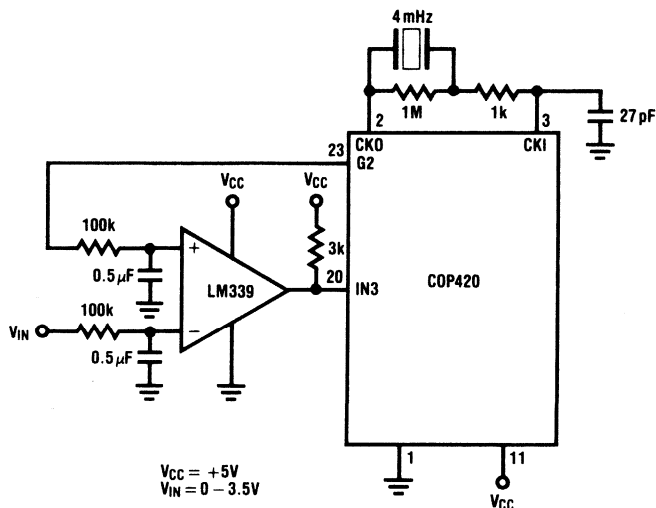 4 mHz
1M
1k
27 pF
2
3
CKO
CKI
23
G2
VCC
VCC
100k
3k
0.5 µF
20
IN3
LM339
COP420
100k
VIN
0.5 µF
+
−
1
11
VCC
VCC = +5V
VIN = 0 – 3.5V